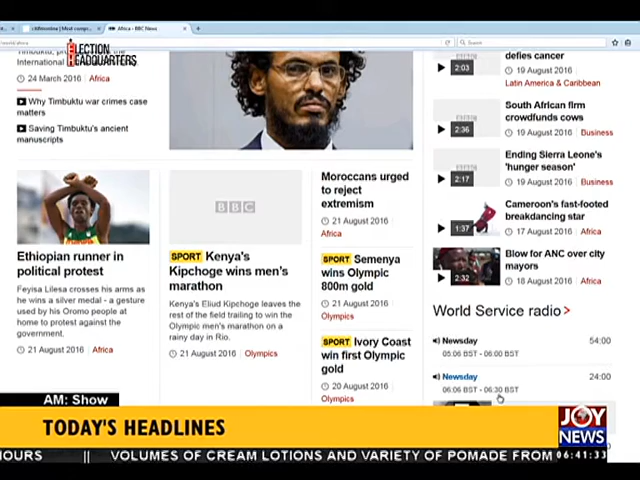 Africa - BBC News
Search
ELECTION
HEADQUARTERS
International
24 March 2016 | Africa
Why Timbuktu war crimes case
matters
Saving Timbuktu's ancient
manuscripts
Ethiopian runner in
political protest
Feyisa Lilesa crosses his arms as
he wins a silver medal - a gesture
used by his Oromo people at
home to protest against the
government.
21 August 2016 | Africa
BBC
SPORT Kenya's
Kipchoge wins men's
marathon
Kenya's Eliud Kipchoge leaves the
rest of the field trailing to win the
Olympic men's marathon on a
rainy day in Rio.
21 August 2016 | Olympics
Moroccans urged
to reject
extremism
21 August 2016
Africa
SPORT Semenya
wins Olympic
800m gold
21 August 2016
Olympics
SPORT Ivory Coast
win first Olympic
gold
20 August 2016
Olympics
defies cancer
2:03
19 August 2016
Latin America & Caribbean
South African firm
crowdfunds cows
2:36
19 August 2016 | Business
Ending Sierra Leone's
'hunger season'
2:17
19 August 2016 | Business
Cameroon's fast-footed
breakdancing star
1:37
17 August 2016 | Africa
Blow for ANC over city
mayors
2:32
18 August 2016 | Africa
World Service radio >
Newsday 54:00
05:06 BST - 06:00 BST
Newsday 24:00
06:06 BST - 06:30 BST
AM: Show
TODAY'S HEADLINES
JOY
NEWS
OURS || VOLUMES OF CREAM LOTIONS AND VARIETY OF POMADE FROM
06:41:33